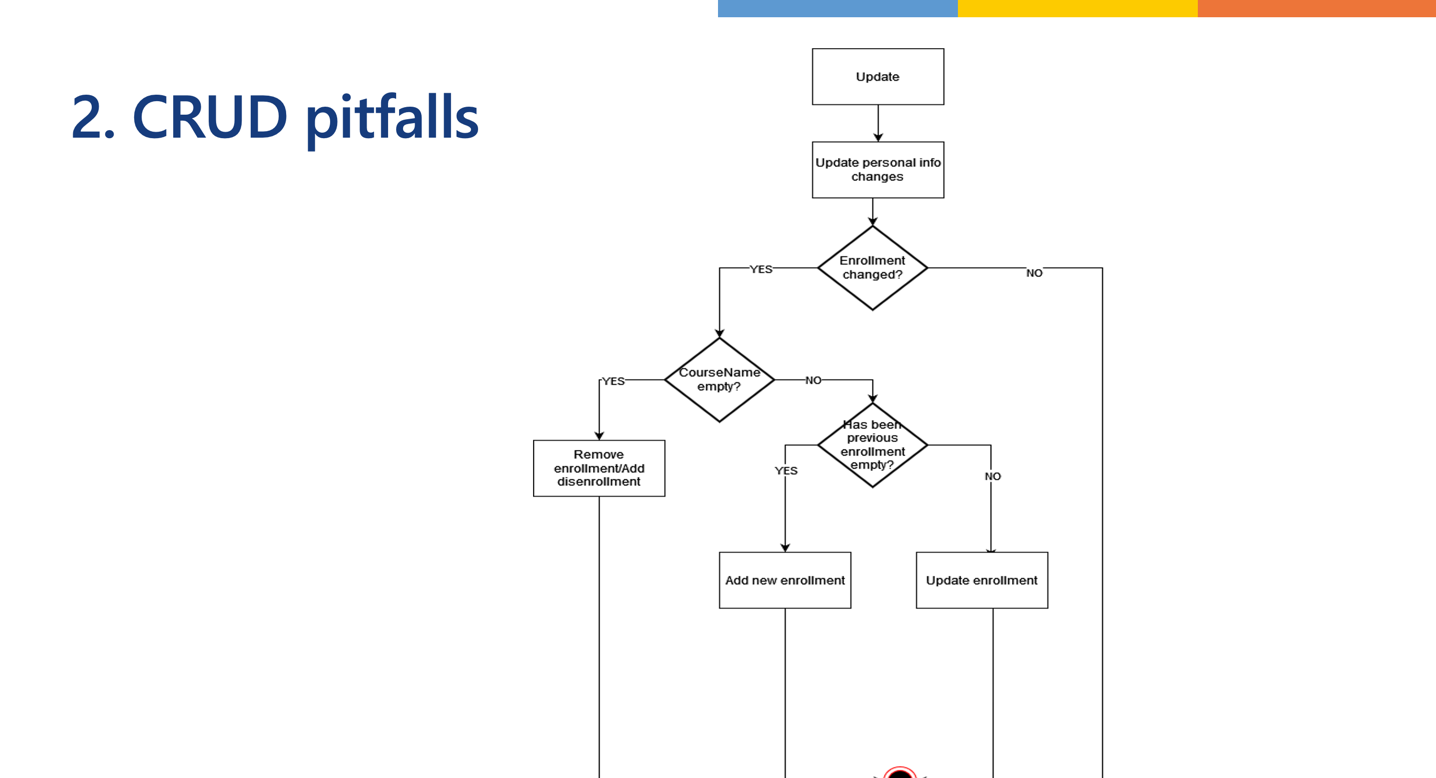 2. CRUD pitfalls
Update
Update personal info
changes
Enrollment
changed?
YES
NO
CourseName
empty?
YES
NO
Has been
previous
enrollment
empty?
Remove
enrollment/Add
disenrollment
YES
NO
Add new enrollment
Update enrollment